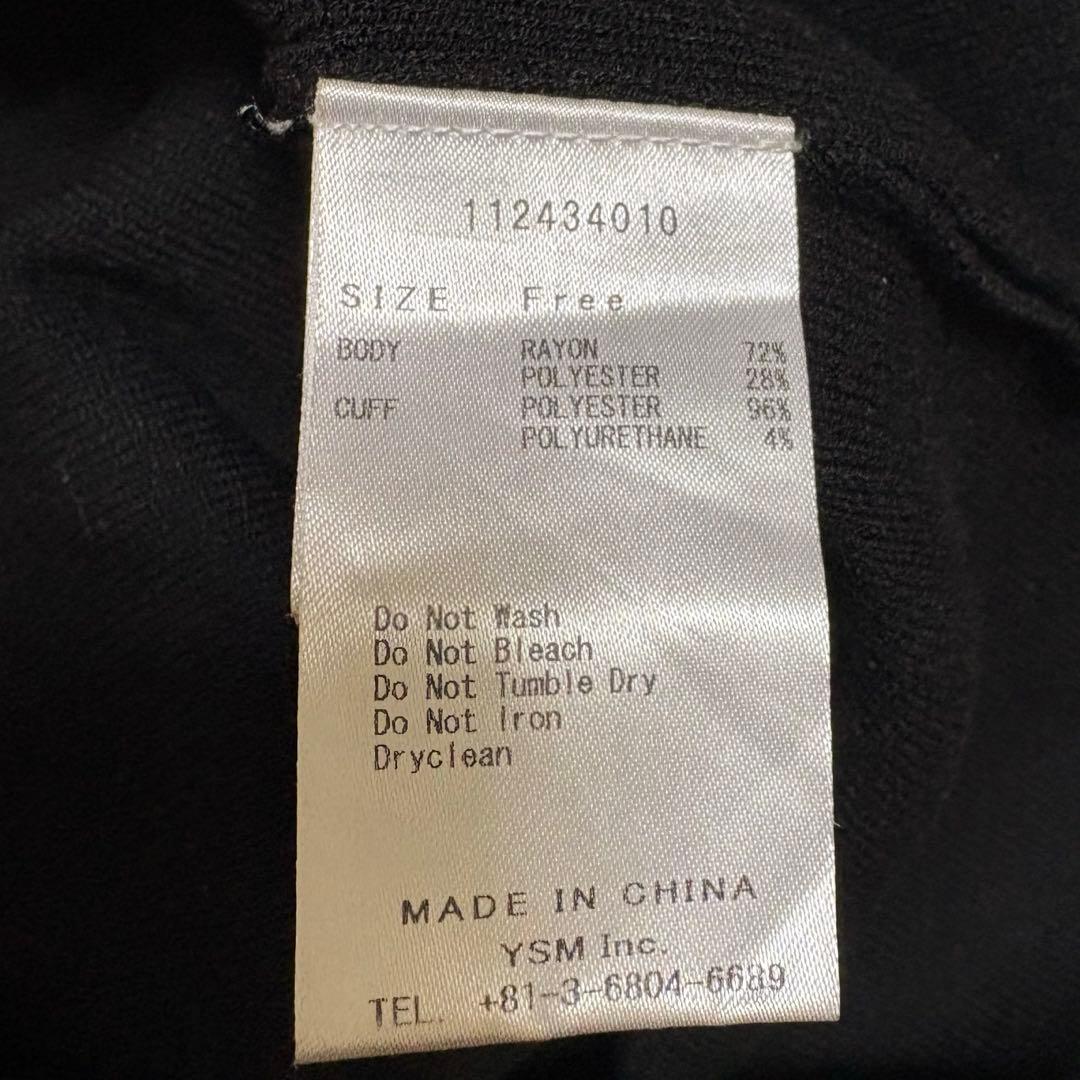 112434010
SIZE Free
BODY RAYON 72%
POLYESTER 28%
CUFF POLYESTER 96%
POLYURETHANE 4%
Do Not Wash
Do Not Bleach
Do Not Tumble Dry
Do Not Iron
Dryclean
MADE IN CHINA
YSM Inc.
TEL. +81-3-6804-6689